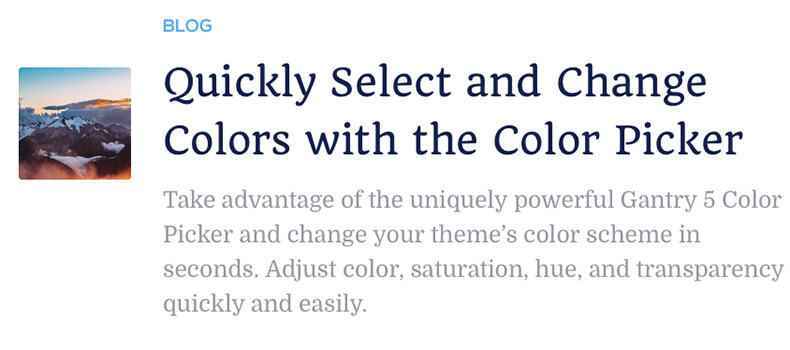 BLOG
Quickly Select and Change
Colors with the Color Picker
Take advantage of the uniquely powerful Gantry 5 Color
Picker and change your theme’s color scheme in
seconds. Adjust color, saturation, hue, and transparency
quickly and easily.